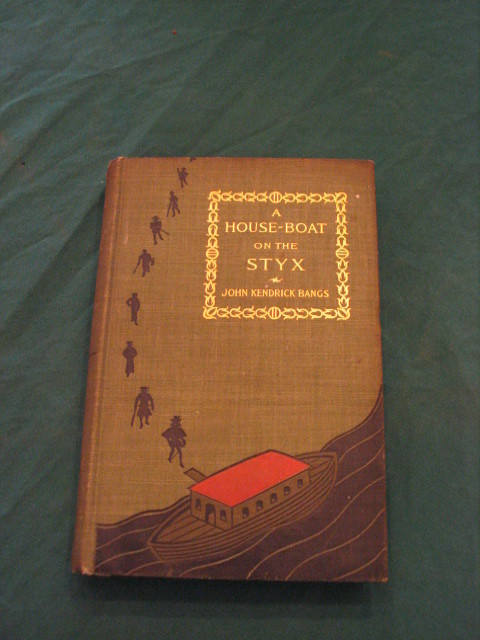 A
HOUSE-BOAT
ON THE
STYX
JOHN KENDRICK BANGS